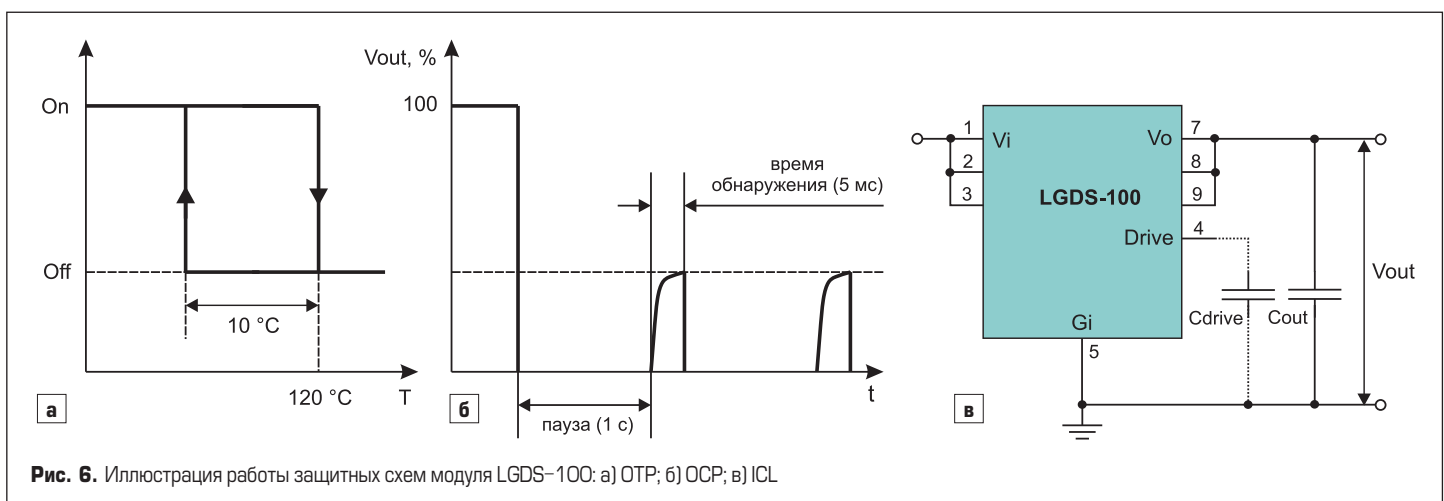 On
Off
10 °C
120 °C
T
а
Vout, %
100
время
обнаружения (5 мс)
пауза (1 с)
t
б
1
2
3
Vi
Vo
7
8
9
LGDS-100
Drive
4
Gi
5
Cdrive
Cout
Vout
в
Рис. 6. Иллюстрация работы защитных схем модуля LGDS–100: а) OTP; б) OCP; в) ICL